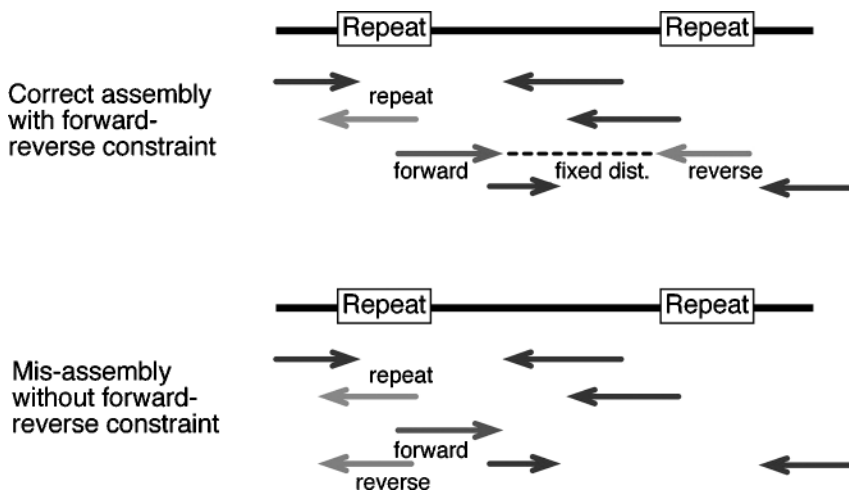 Repeat Repeat
Correct assembly
with forward-
reverse constraint
repeat
forward fixed dist. reverse
Repeat Repeat
Mis-assembly
without forward-
reverse constraint
repeat
forward
reverse